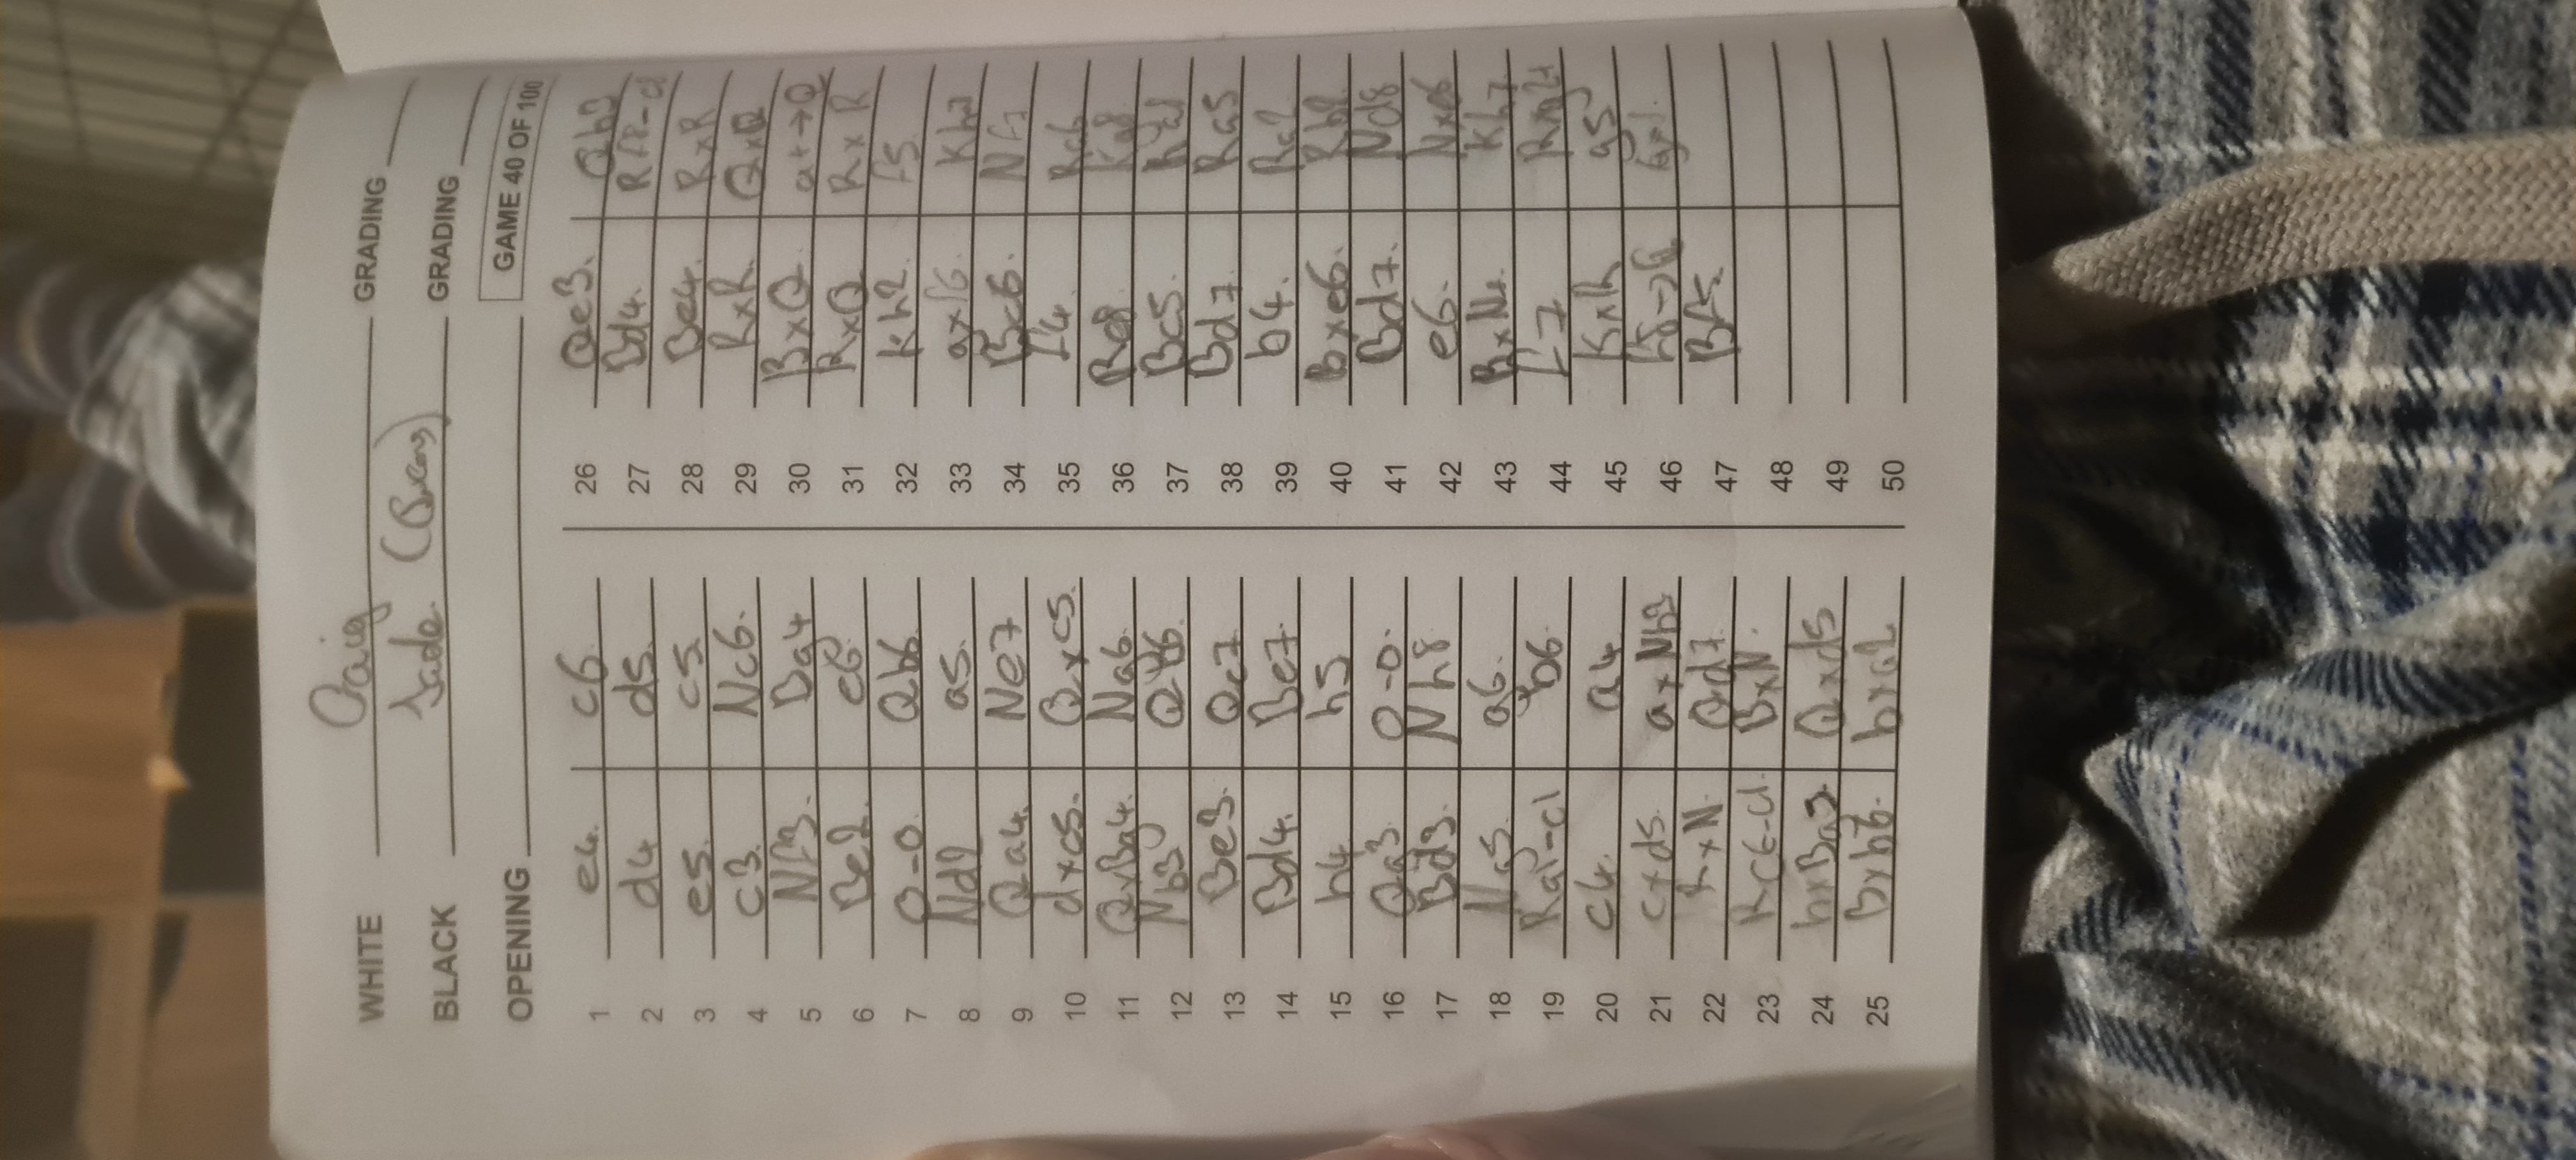 WHITE Craig GRADING
BLACK Jade GRADING
OPENING
GAME 40 OF 100
1 e4. c6.
2 d4 d5.
3 e5. c5.
4 c3. Nc6.
5 Nf3. Bg4
6 Be2. e6.
7 0-0. Qb6
8 Nd2 a5.
9 Qa4. Ne7
10 dxc5. Qxc5.
11 QxBg4. Ng6.
12 Nb3 Qb6.
13 Be3. Qc7
14 Bd4. Be7.
15 h4 h5
16 Qg3. 0-0.
17 Bd3. Nh8
18 Ng5. g6.
19 Ra1-c1 b6.
20 c4. a4
21 cxd5. axNb3
22 RxN. Qd7.
23 Rc6-c1. BxN.
24 hxBg5 Qxd5
25 Bxb6. bxa2
26 Qe3. Qb3
27 Bd4. Rf8-c8
28 Be4. RxR
29 RxR. QxQ
30 BxQ. a1→Q
31 RxQ RxR
32 Kh2. f5.
33 gxf6. Kh7
34 Bc6. Nf7
35 f4. Ra6
36 Be8. Kg8
37 Bc5.
38 Bd7. Ra5
39 b4. Ra2
40 Bxe6. Rb2
41 Bd7. Nd8
42 e6. Nxe6
43 BxN+. Kh7
44 f7 Rxg2+
45 KxR g5
46 f8→Q
47 Bf5
48
49
50